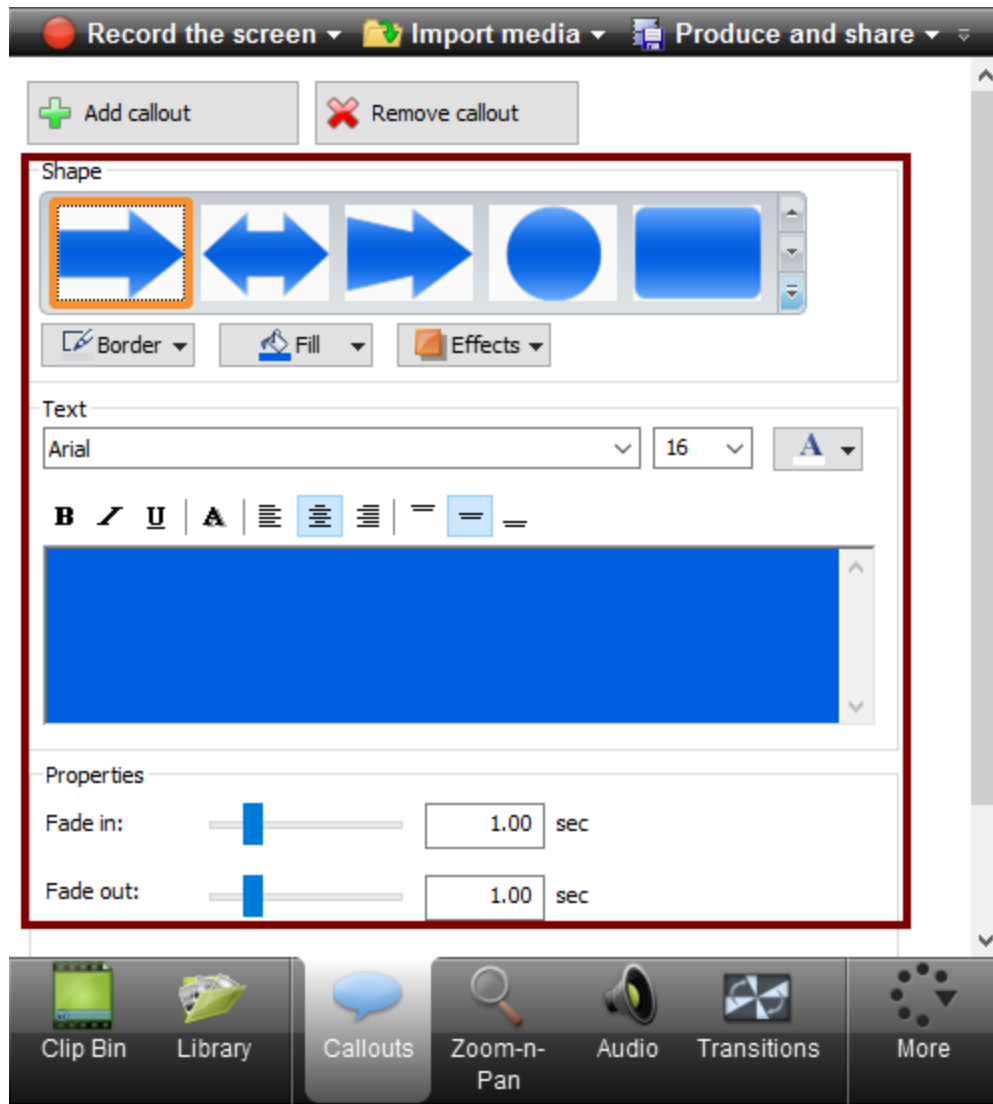 Record the screen Import media Produce and share
Add callout Remove callout
Shape
Border Fill Effects
Text
Arial 16 A
B I U A
Properties
Fade in: 1.00 sec
Fade out: 1.00 sec
Clip Bin Library Callouts Zoom-n-Pan Audio Transitions More